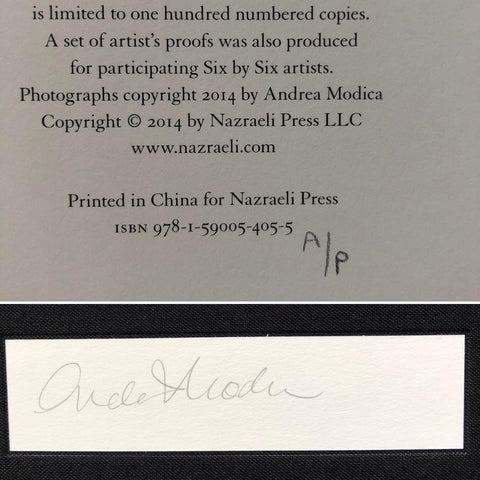 is limited to one hundred numbered copies.
A set of artist's proofs was also produced
for participating Six by Six artists.
Photographs copyright 2014 by Andrea Modica
Copyright © 2014 by Nazraeli Press LLC
www.nazraeli.com
Printed in China for Nazraeli Press
ISBN 978-1-59005-405-5
A/P